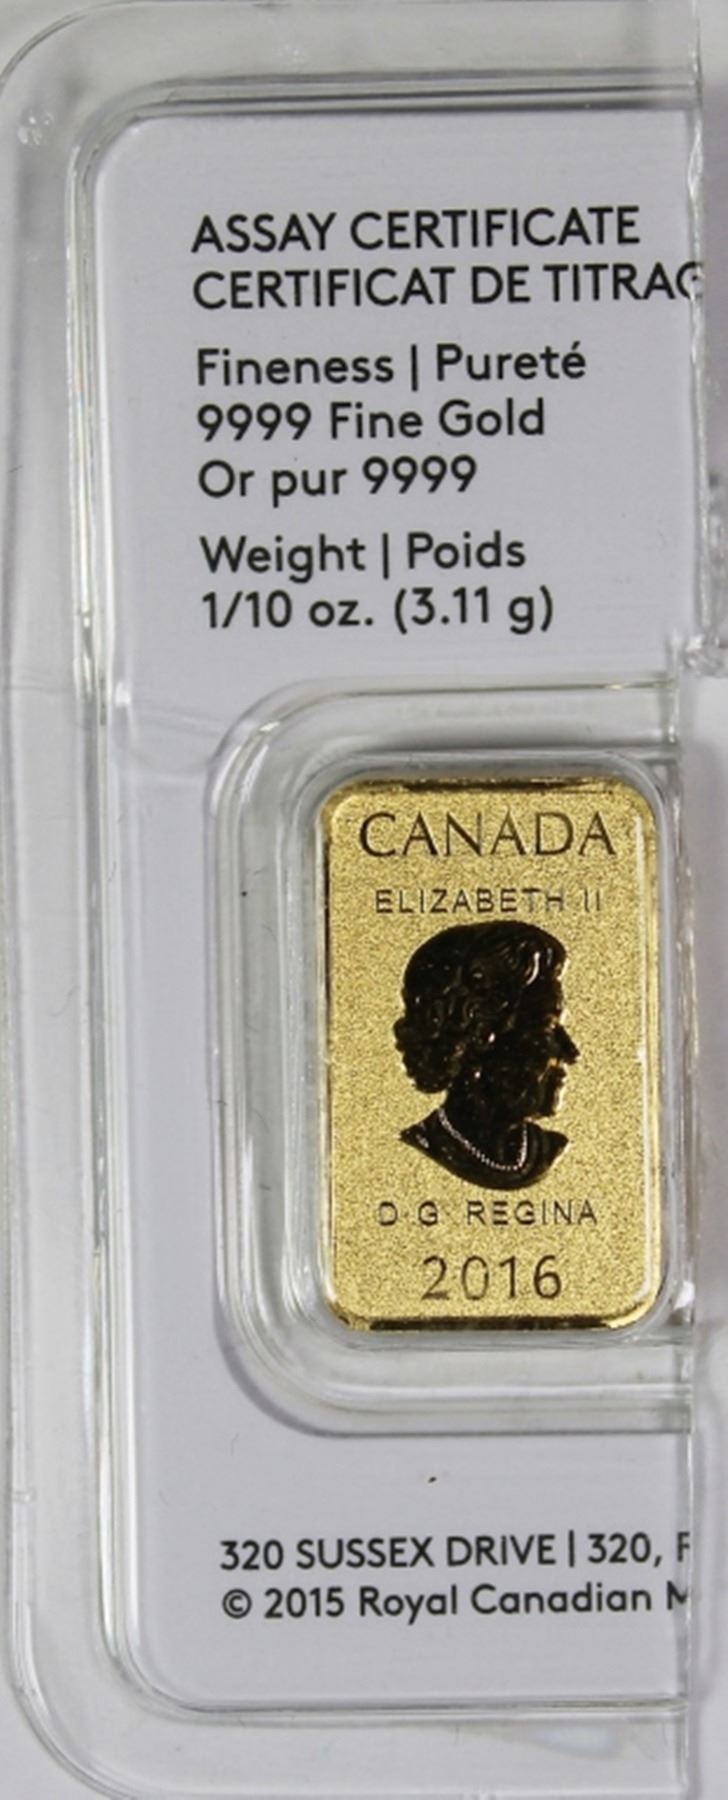 ASSAY CERTIFICATE
CERTIFICAT DE TITRAG
Fineness | Pureté
9999 Fine Gold
Or pur 9999
Weight | Poids
1/10 oz. (3.11 g)
CANADA
ELIZABETH II
D·G·REGINA
2016
320 SUSSEX DRIVE | 320,
© 2015 Royal Canadian